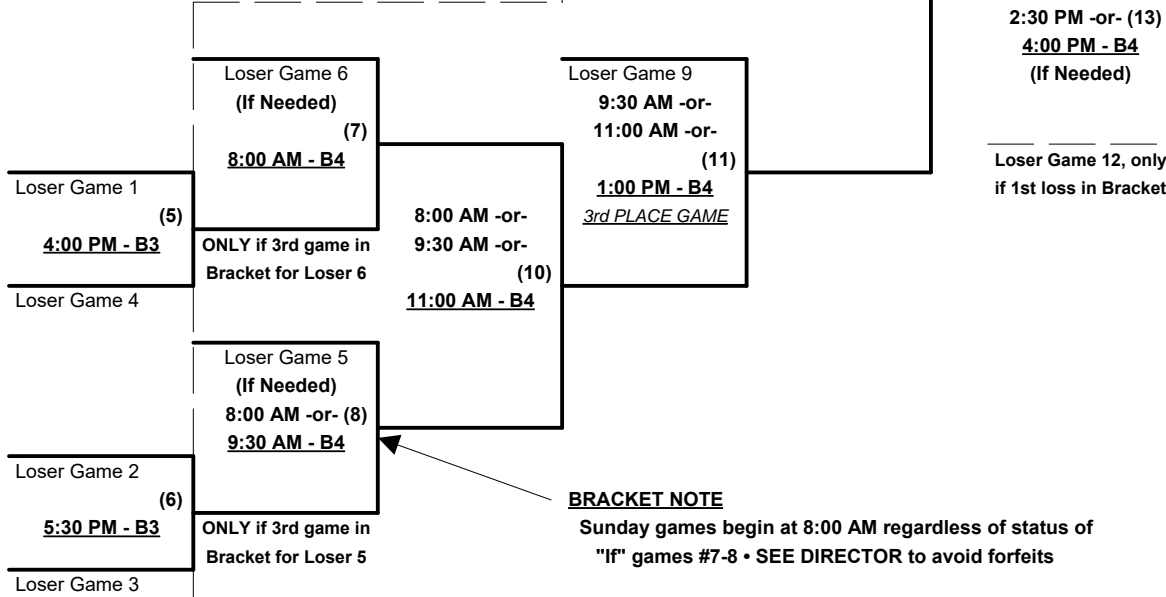 2:30 PM -or- (13)
4:00 PM - B4
(If Needed)
Loser Game 6
(If Needed)
(7)
8:00 AM - B4
Loser Game 9
9:30 AM -or-
11:00 AM -or-
(11)
1:00 PM - B4
3rd PLACE GAME
Loser Game 12, only
if 1st loss in Bracket
Loser Game 1
(5)
4:00 PM - B3
Loser Game 4
ONLY if 3rd game in
Bracket for Loser 6
8:00 AM -or-
9:30 AM -or-
(10)
11:00 AM - B4
Loser Game 5
(If Needed)
8:00 AM -or- (8)
9:30 AM - B4
Loser Game 2
(6)
5:30 PM - B3
Loser Game 3
ONLY if 3rd game in
Bracket for Loser 5
BRACKET NOTE
Sunday games begin at 8:00 AM regardless of status of
"If" games #7-8 • SEE DIRECTOR to avoid forfeits